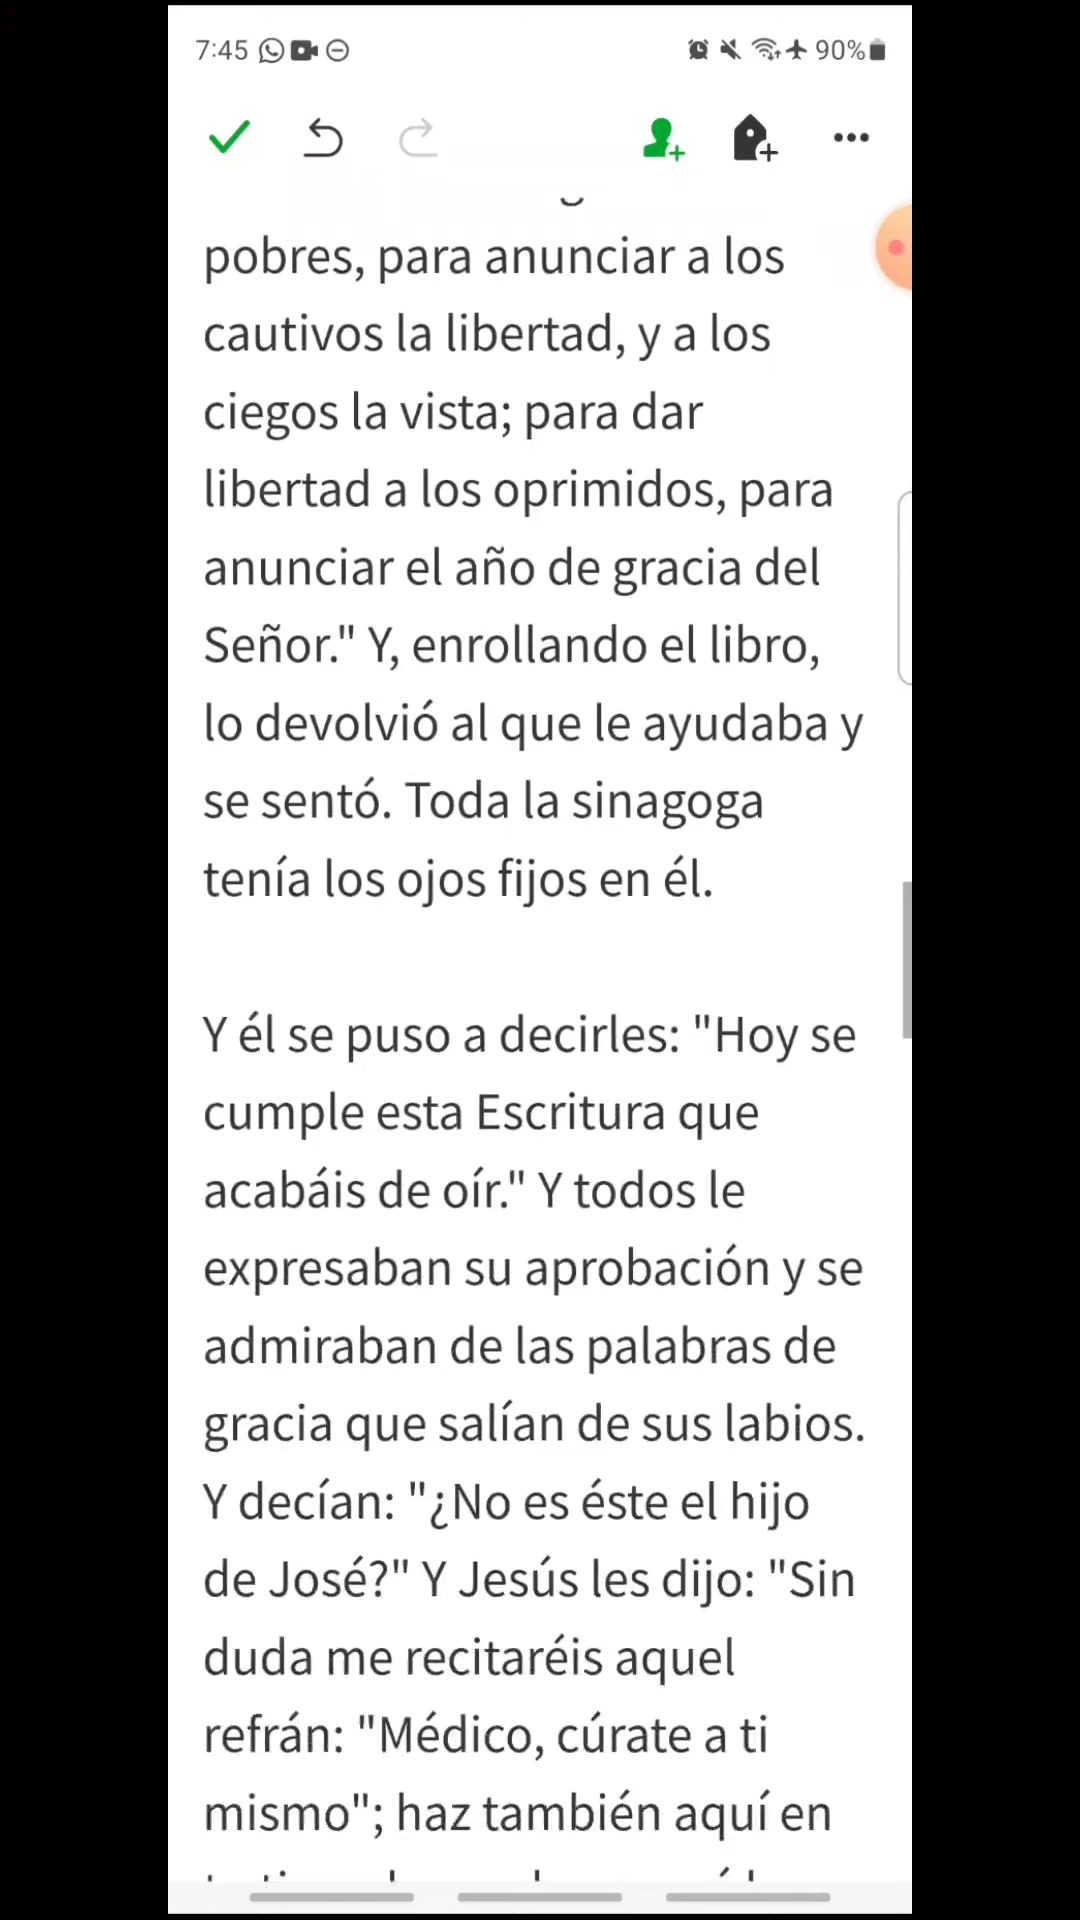 7:45
90%
pobres, para anunciar a los
cautivos la libertad, y a los
ciegos la vista; para dar
libertad a los oprimidos, para
anunciar el año de gracia del
Señor." Y, enrollando el libro,
lo devolvió al que le ayudaba y
se sentó. Toda la sinagoga
tenía los ojos fijos en él.
Y él se puso a decirles: "Hoy se
cumple esta Escritura que
acabáis de oír." Y todos le
expresaban su aprobación y se
admiraban de las palabras de
gracia que salían de sus labios.
Y decían: "¿No es éste el hijo
de José?" Y Jesús les dijo: "Sin
duda me recitaréis aquel
refrán: "Médico, cúrate a ti
mismo"; haz también aquí en